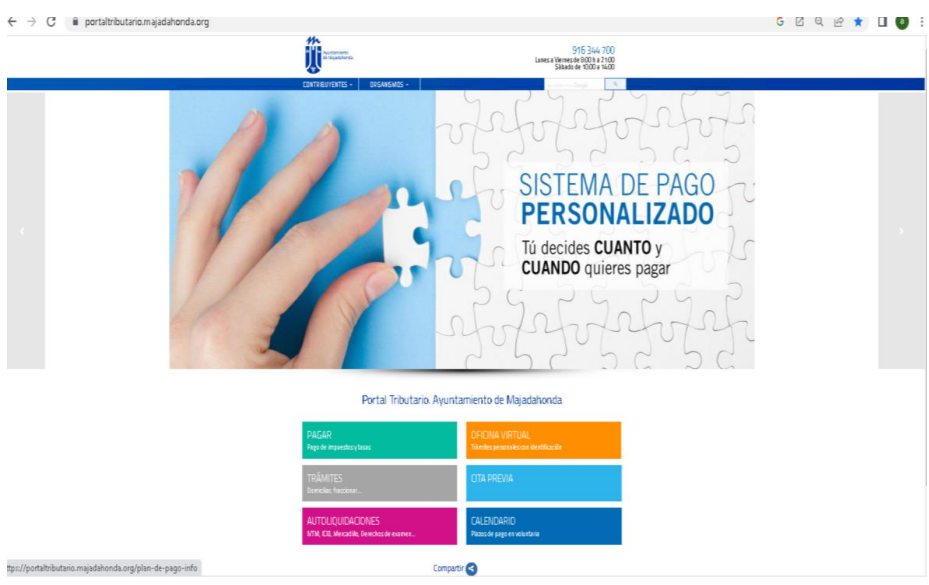 portaltributario.majadahonda.org
Ayuntamiento
de Majadahonda
916 344 700
Lunes a Viernes de 8:00 h a 21:00
Sábado de 10:00 a 14:00
CONTRIBUYENTES
ORGANISMOS
SISTEMA DE PAGO
PERSONALIZADO
Tú decides CUANTO y
CUANDO quieres pagar
Portal Tributario. Ayuntamiento de Majadahonda
PAGAR
Pago de impuestos y tasas
OFICINA VIRTUAL
Trámites personales con identificación
TRÁMITES
Domiciliar, fraccionar...
CITA PREVIA
AUTOLIQUIDACIONES
IVTM, ICIO, Mercadillo, Derechos de examen...
CALENDARIO
Plazos de pago en voluntaria
Compartir
ttps://portaltributario.majadahonda.org/plan-de-pago-info